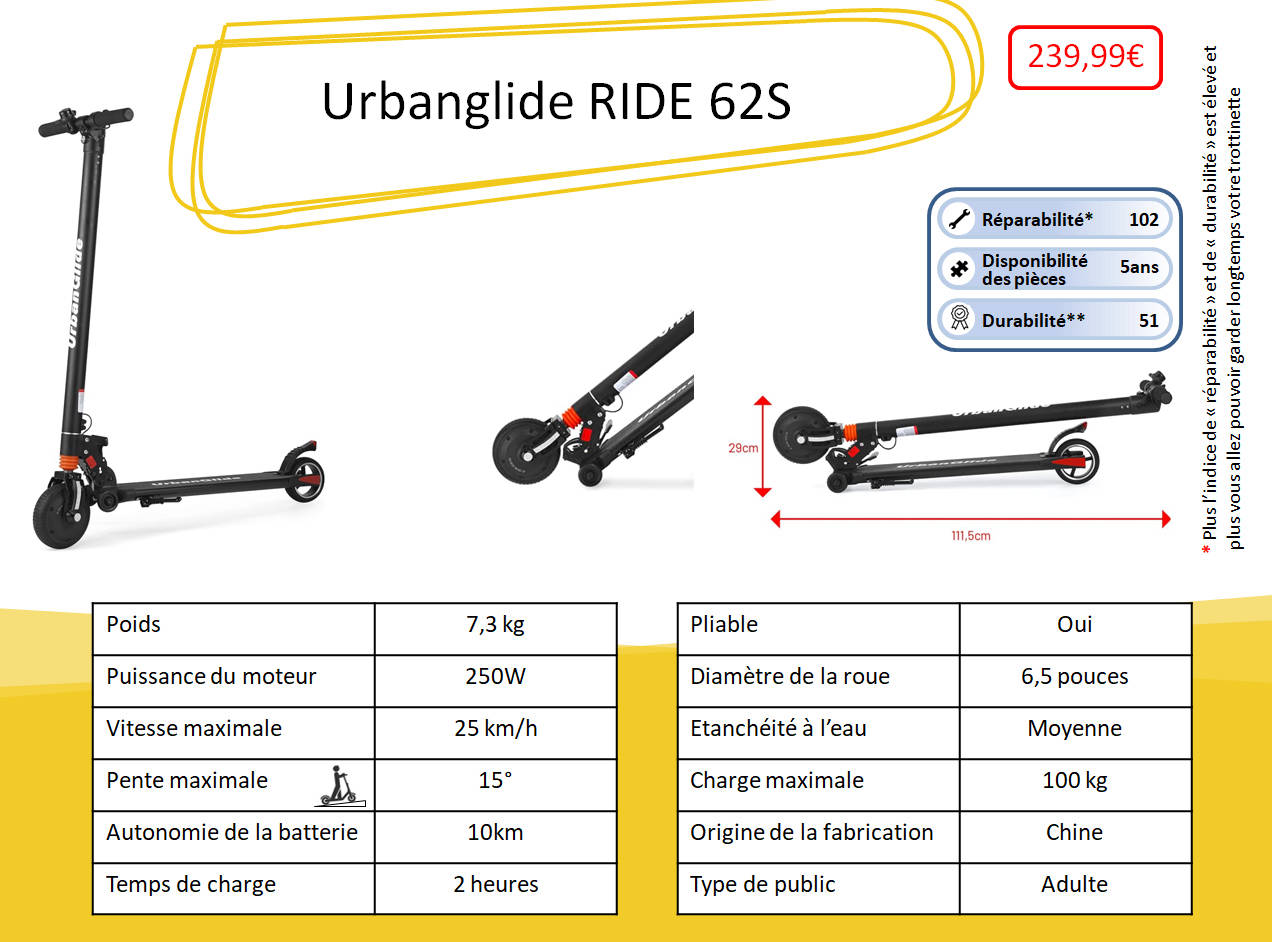 Urbanglide RIDE 62S
239,99€
Réparabilité* 102
Disponibilité
des pièces 5ans
Durabilité** 51
* Plus l’indice de « réparabilité » et de « durabilité » est élevé et
plus vous allez pouvoir garder longtemps votre trottinette
UrbanGlide
UrbanGlide
UrbanGlide
UrbanGlide
29cm
111,5cm
Poids 7,3 kg
Puissance du moteur 250W
Vitesse maximale 25 km/h
Pente maximale 15°
Autonomie de la batterie 10km
Temps de charge 2 heures
Pliable Oui
Diamètre de la roue 6,5 pouces
Etanchéité à l’eau Moyenne
Charge maximale 100 kg
Origine de la fabrication Chine
Type de public Adulte